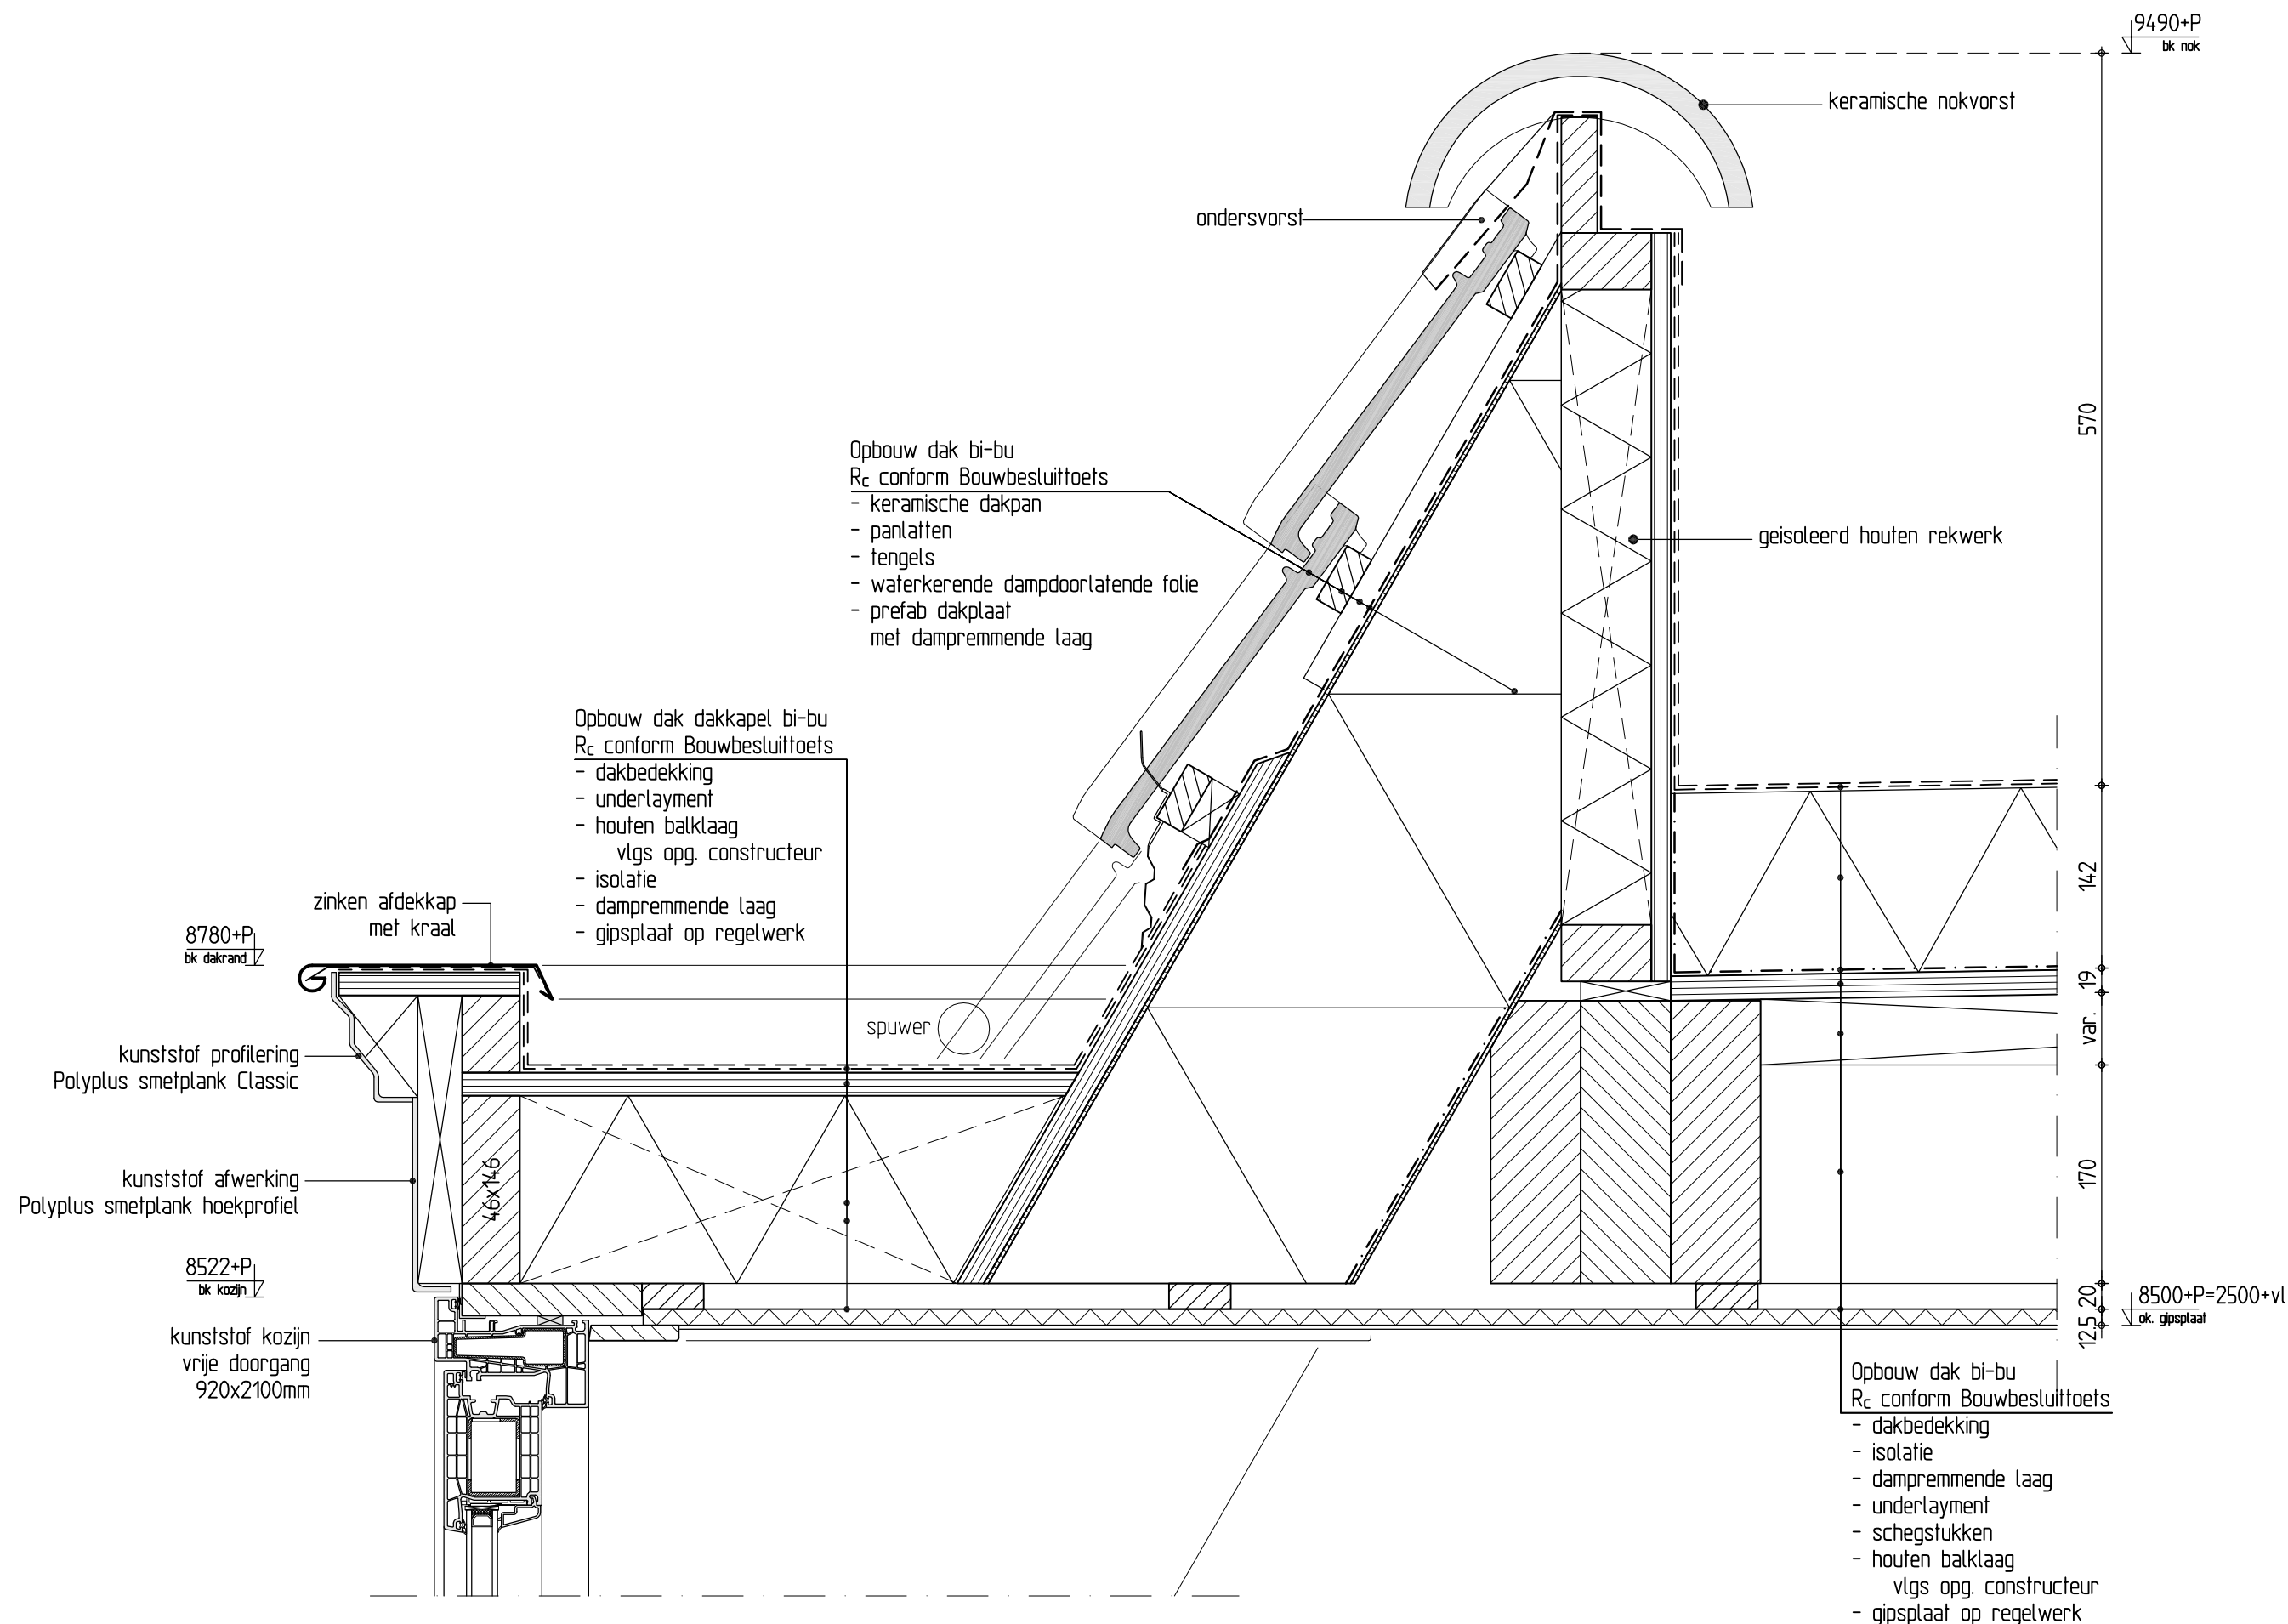 9490+P
bk nok
keramische nokvorst
ondersvorst
570
Opbouw dak bi-bu
Rc conform Bouwbesluittoets
- keramische dakpan
- panlatten
- tengels
- waterkerende dampdoorlatende folie
- prefab dakplaat
met dampremmende laag
geisoleerd houten rekwerk
Opbouw dak dakkapel bi-bu
Rc conform Bouwbesluittoets
- dakbedekking
- underlayment
- houten balklaag
vlgs opg. constructeur
- isolatie
- dampremmende laag
- gipsplaat op regelwerk
zinken afdekkap
met kraal
8780+P
bk dakrand
142
19
var.
spuwer
kunststof profilering
Polyplus smetplank Classic
kunststof afwerking
Polyplus smetplank hoekprofiel
46x146
170
8522+P
bk kozijn
20
12.5
8500+P=2500+vl
ok. gipsplaat
kunststof kozijn
vrije doorgang
920x2100mm
Opbouw dak bi-bu
Rc conform Bouwbesluittoets
- dakbedekking
- isolatie
- dampremmende laag
- underlayment
- schegstukken
- houten balklaag
vlgs opg. constructeur
- gipsplaat op regelwerk